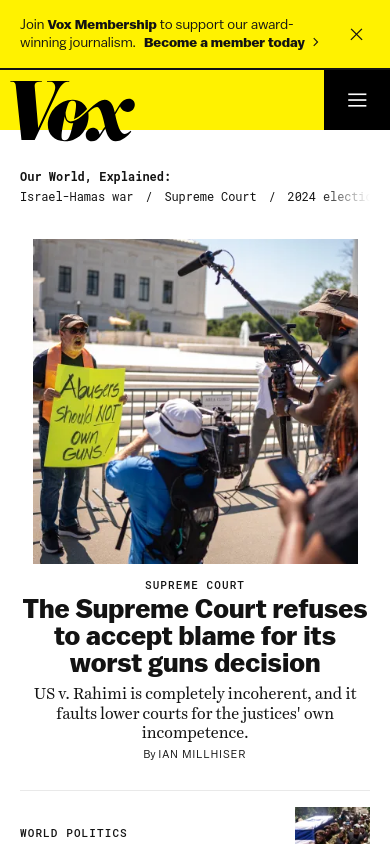 Join Vox Membership to support our award-
winning journalism. Become a member today
Vox
Our World, Explained:
Israel-Hamas war / Supreme Court / 2024 electi
Abusers
Should NOT
own
GUNS!
SUPREME COURT
The Supreme Court refuses
to accept blame for its
worst guns decision
US v. Rahimi is completely incoherent, and it
faults lower courts for the justices' own
incompetence.
By IAN MILLHISER
WORLD POLITICS